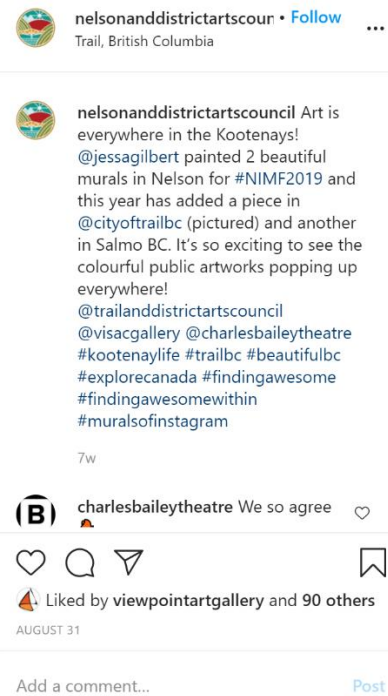 nelsonanddistrictartscoun • Follow
Trail, British Columbia
nelsonanddistrictartscouncil Art is
everywhere in the Kootenays!
@jessagilbert painted 2 beautiful
murals in Nelson for #NIMF2019 and
this year has added a piece in
@cityoftrailbc (pictured) and another
in Salmo BC. It's so exciting to see the
colourful public artworks popping up
everywhere!
@trailanddistrictartscouncil
@visacgallery @charlesbaileytheatre
#kootenaylife #trailbc #beautifulbc
#explorecanada #findingawesome
#findingawesomewithin
#muralsofinstagram
7w
(B) charlesbaileytheatre We so agree
Liked by viewpointartgallery and 90 others
AUGUST 31
Add a comment... Post